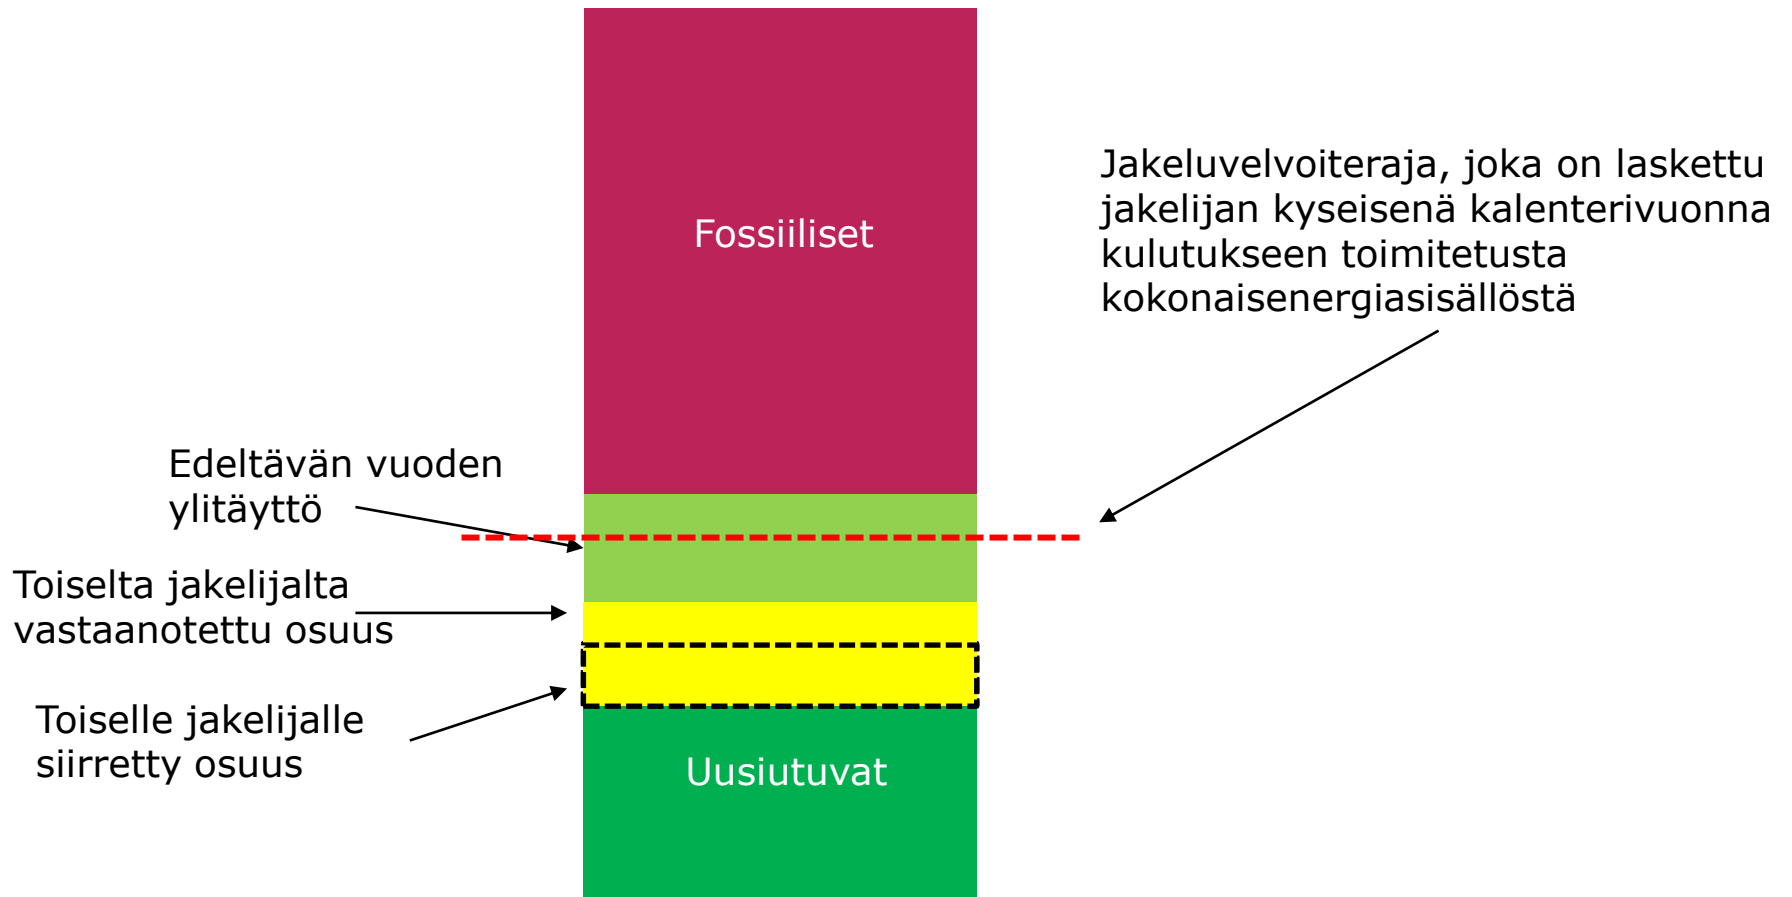 Fossiiliset
Jakeluvelvoiteraja, joka on laskettu
jakelijan kyseisenä kalenterivuonna
kulutukseen toimitetusta
kokonaisenergiasisällöstä
Edeltävän vuoden
ylitäyttö
Toiselta jakelijalta
vastaanotettu osuus
Toiselle jakelijalle
siirretty osuus
Uusiutuvat